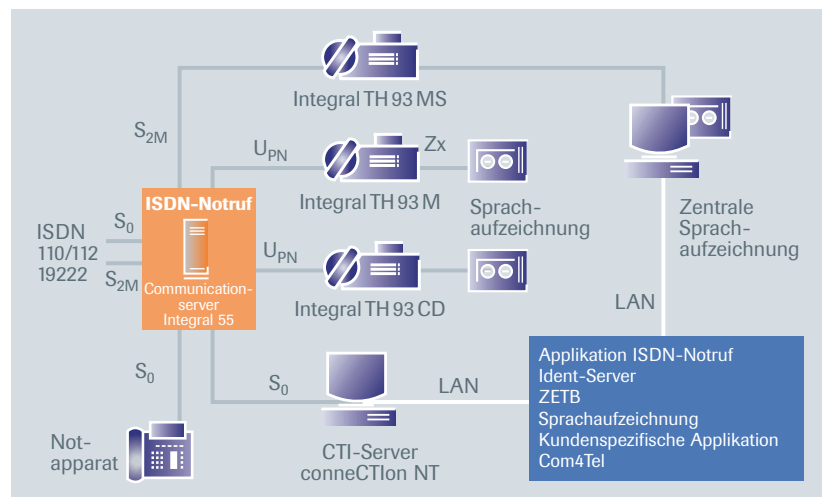 Integral TH 93 MS
S2M
UPN
Zx
ISDN-Notruf
Integral TH 93 M
Sprach-
aufzeichnung
Zentrale
Sprach-
aufzeichnung
ISDN
110/112
19222
S0
S2M
UPN
Communication-
server
Integral 55
Integral TH 93 CD
LAN
S0
S0
LAN
Applikation ISDN-Notruf
Ident-Server
ZETB
Sprachaufzeichnung
Kundenspezifische Applikation
Com4Tel
Not-
apparat
CTI-Server
conneCTIon NT